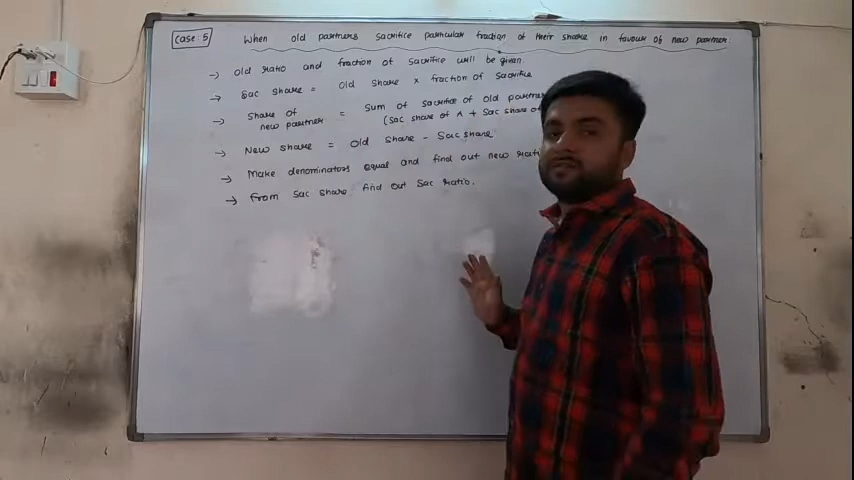 Case: 5 When old partners sacrifice particular fraction of their share in favour of new partner.
→ Old ratio and fraction of sacrifice will be given
→ Sac share = Old share × fraction of sacrifice
→ Share of new partner = Sum of sacrifice of old partners
(Sac share of A + Sac share of
→ New share = Old share - Sac share
→ Make denominators equal and find out new rati
→ From Sac share, find out Sac ratio.